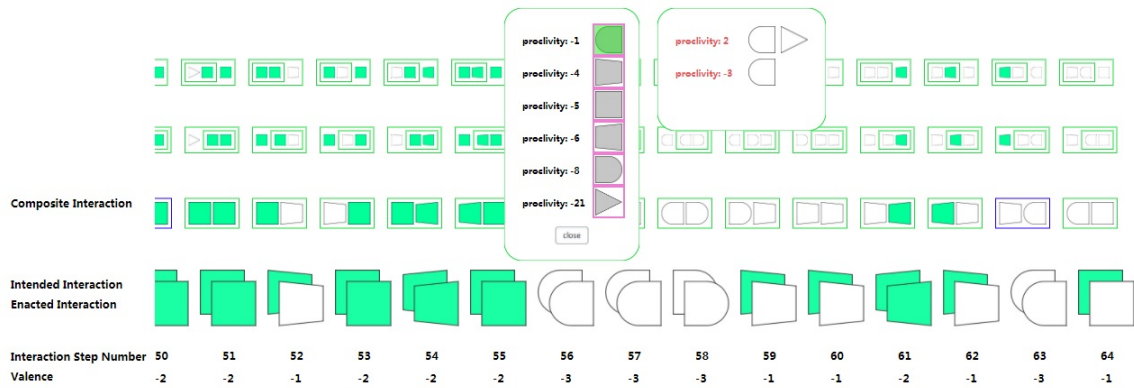 proclivity: -1
proclivity: -4
proclivity: -5
proclivity: -6
proclivity: -8
proclivity: -21
close
proclivity: 2
proclivity: -3
Composite Interaction
Intended Interaction
Enacted Interaction
Interaction Step Number 50 51 52 53 54 55 56 57 58 59 60 61 62 63 64
Valence -2 -2 -1 -2 -2 -2 -3 -3 -3 -1 -1 -2 -1 -3 -1